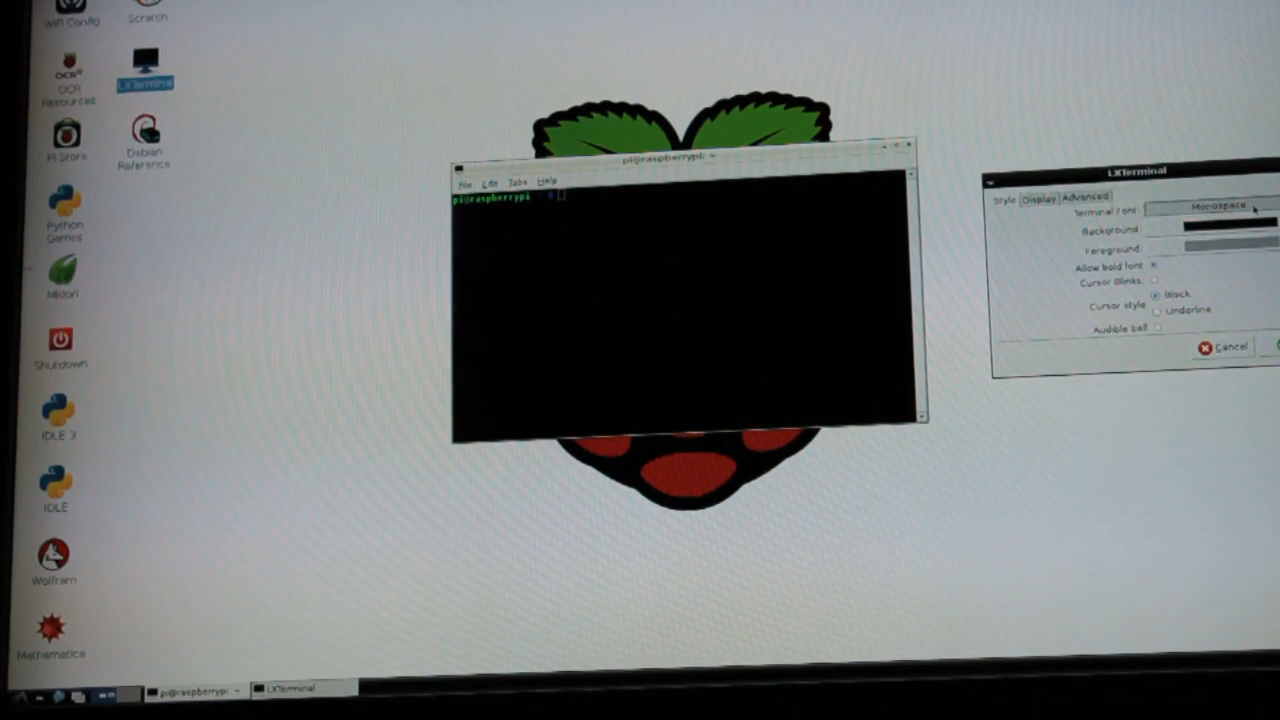 WiFi Config
Scratch
OCR
OCR
Resources
LXTerminal
Pi Store
Debian
Reference
Python
Games
Midori
Shutdown
IDLE 3
IDLE
Wolfram
Mathematica
pi@raspberrypi: ~
File Edit Tabs Help
pi@raspberrypi ~ $
LXTerminal
Style Display Advanced
Terminal Font: Monospace
Background:
Foreground:
Allow bold font
Cursor Blinks:
Cursor style Block
Underline
Audible bell
Cancel
pi@raspberrypi: ~
LXTerminal